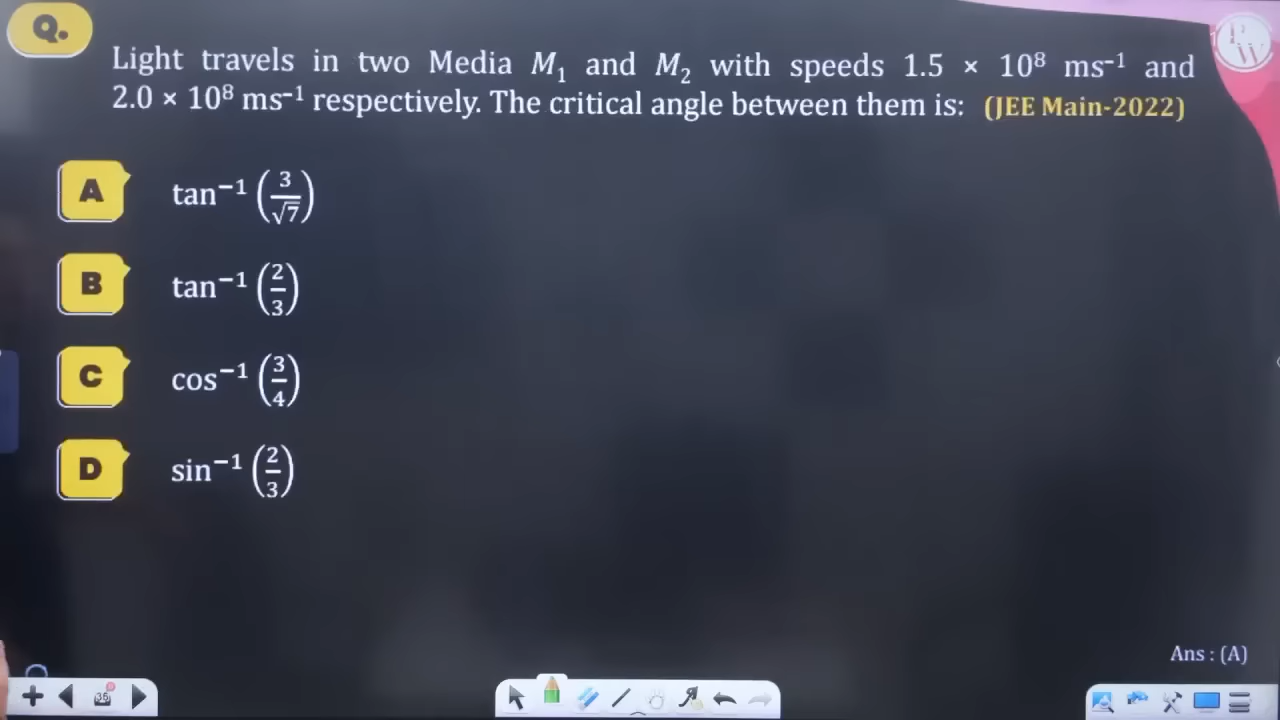 Q.
Light travels in two Media M₁ and M₂ with speeds 1.5 × 10⁸ ms⁻¹ and
2.0 × 10⁸ ms⁻¹ respectively. The critical angle between them is: (JEE Main-2022)
A tan⁻¹ (3/√7)
B tan⁻¹ (2/3)
C cos⁻¹ (3/4)
D sin⁻¹ (2/3)
Ans : (A)